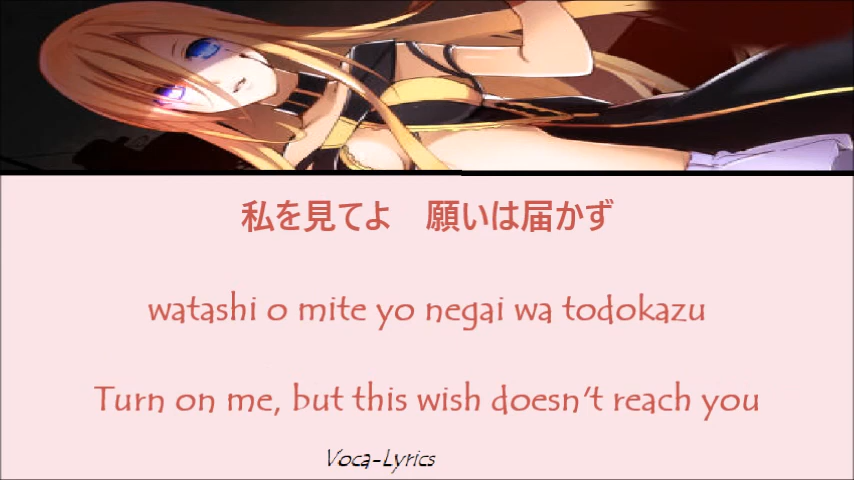 私を見てよ　願いは届かず
watashi o mite yo negai wa todokazu
Turn on me, but this wish doesn't reach you
Voca-Lyrics